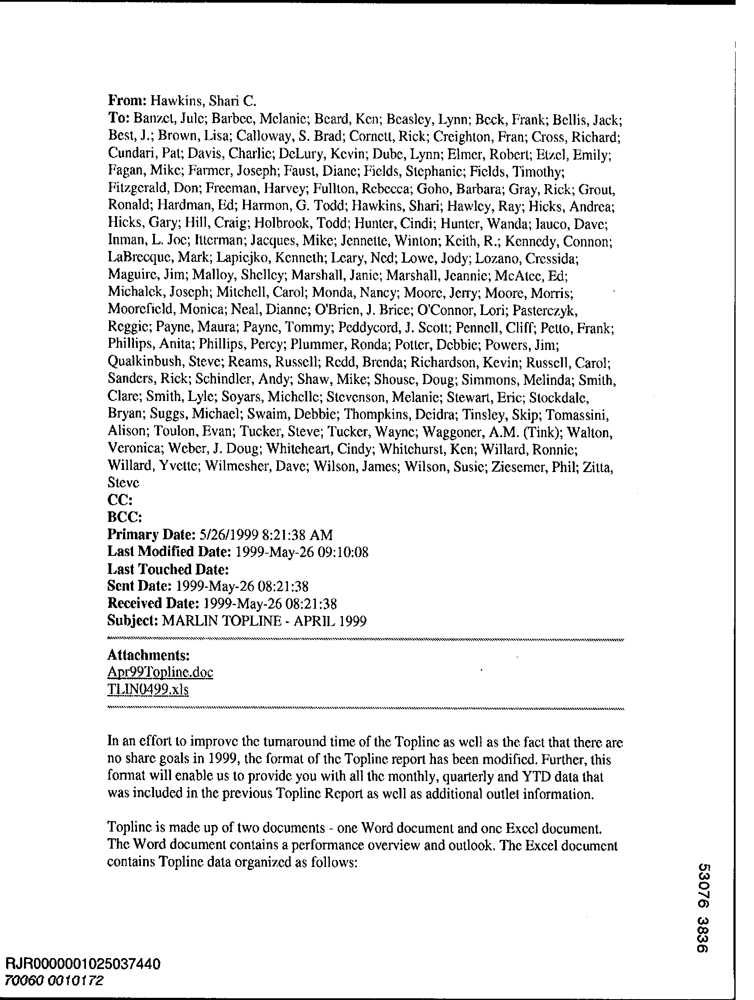 From: Hawkins, Shari C.
To: Banzet, Jule; Barbee, Melanie; Beard, Ken; Beasley, Lynn; Beck, Frank; Bellis, Jack;
Best, J.; Brown, Lisa; Calloway, S. Brad; Cornett, Rick; Creighton, Fran; Cross, Richard;
Cundari, Pat; Davis, Charlie; DeLury, Kevin; Dube, Lynn; Elmer, Robert; Etzel, Emily;
Fagan, Mike; Farmer, Joseph; Faust, Diane; Fields, Stephanie; Fields, Timothy;
Fitzgerald, Don; Freeman, Harvey; Fullton, Rebecca; Goho, Barbara; Gray, Rick; Grout,
Ronald; Hardman, Ed; Harmon, G. Todd; Hawkins, Shari; Hawley, Ray; Hicks, Andrea;
Hicks, Gary; Hill, Craig; Holbrook, Todd; Hunter, Cindi; Hunter, Wanda; Iauco, Dave;
Inman, L. Joe; Itterman; Jacques, Mike; Jennette, Winton; Keith, R.; Kennedy, Connon;
LaBrecque, Mark; Lapiejko, Kenneth; Leary, Ned; Lowe, Jody; Lozano, Cressida;
Maguire, Jim; Malloy, Shelley; Marshall, Janie; Marshall, Jeannie; McAtee, Ed;
Michalek, Joseph; Mitchell, Carol; Monda, Nancy; Moore, Jerry; Moore, Morris;
Moorefield, Monica; Neal, Dianne; O'Brien, J. Brice; O'Connor, Lori; Pasterczyk,
Reggie; Payne, Maura; Payne, Tommy; Peddycord, J. Scott; Pennell, Cliff; Petto, Frank;
Phillips, Anita; Phillips, Percy; Plummer, Ronda; Potter, Debbie; Powers, Jim;
Qualkinbush, Steve; Reams, Russell; Redd, Brenda; Richardson, Kevin; Russell, Carol;
Sanders, Rick; Schindler, Andy; Shaw, Mike; Shouse, Doug; Simmons, Melinda; Smith,
Clare; Smith, Lyle; Soyars, Michelle; Stevenson, Melanie; Stewart, Eric; Stockdale,
Bryan; Suggs, Michael; Swaim, Debbie; Thompkins, Deidra; Tinsley, Skip; Tomassini,
Alison; Toulon, Evan; Tucker, Steve; Tucker, Wayne; Waggoner, A.M. (Tink); Walton,
Veronica; Weber, J. Doug; Whiteheart, Cindy; Whitehurst, Ken; Willard, Ronnie;
Willard, Yvette; Wilmesher, Dave; Wilson, James; Wilson, Susie; Ziesemer, Phil; Zitta,
Steve
CC:
BCC:
Primary Date: 5/26/1999 8:21:38 AM
Last Modified Date: 1999-May-26 09:10:08
Last Touched Date:
Sent Date: 1999-May-26 08:21:38
Received Date: 1999-May-26 08:21:38
Subject: MARLIN TOPLINE - APRIL 1999
Attachments:
Apr99Topline.doc
TLIN0499.xls
In an effort to improve the turnaround time of the Topline as well as the fact that there are
no share goals in 1999, the format of the Topline report has been modified. Further, this
format will enable us to provide you with all the monthly, quarterly and YTD data that
was included in the previous Topline Report as well as additional outlet information.
Topline is made up of two documents - one Word document and one Excel document.
The Word document contains a performance overview and outlook. The Excel document
contains Topline data organized as follows:
53076 3836
RJR0000001025037440
70060 0010172